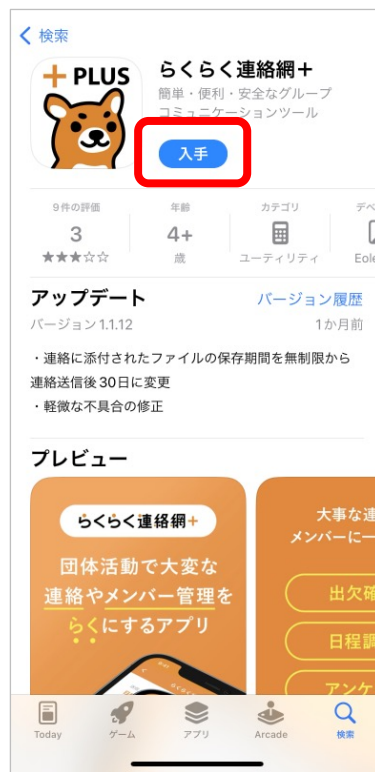 検索
+ PLUS
らくらく連絡網＋
簡単・便利・安全なグループ
コミュニケーションツール
入手
9件の評価
年齢
カテゴリ
デベ
3
4+
★★★☆☆
歳
ユーティリティ
Eole
アップデート
バージョン履歴
バージョン 1.1.12
1か月前
・連絡に添付されたファイルの保存期間を無制限から
連絡送信後30日に変更
・軽微な不具合の修正
プレビュー
らくらく連絡網+
団体活動で大変な
連絡やメンバー管理を
らくにするアプリ
大事な連
メンバーに一
出欠確
日程調
アンケ
Today
ゲーム
アプリ
Arcade
検索